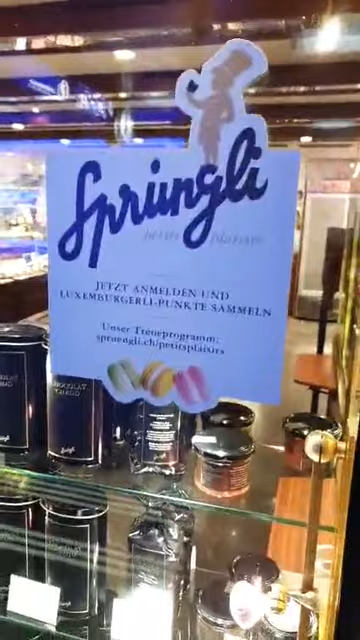 Sprüngli
petits plaisirs
JETZT ANMELDEN UND
LUXEMBURGERLI-PUNKTE SAMMELN
Unser Treueprogramm:
spruengli.ch/petitsplaisirs